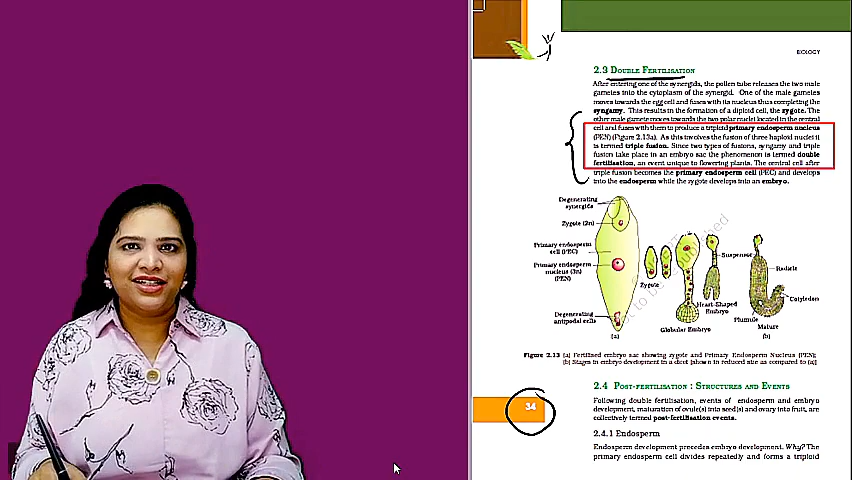 BIOLOGY
2.3 DOUBLE FERTILISATION
After entering one of the synergids, the pollen tube releases the two male
gametes into the cytoplasm of the synergid. One of the male gametes
moves towards the egg cell and fuses with its nucleus thus completing the
syngamy. This results in the formation of a diploid cell, the zygote. The
other male gamete moves towards the two polar nuclei located in the central
cell and fuses with them to produce a triploid primary endosperm nucleus
(PEN) (Figure 2.13a). As this involves the fusion of three haploid nuclei it
is termed triple fusion. Since two types of fusions, syngamy and triple
fusion take place in an embryo sac the phenomenon is termed double
fertilisation, an event unique to flowering plants. The central cell after
triple fusion becomes the primary endosperm cell (PEC) and develops
into the endosperm while the zygote develops into an embryo.
Degenerating
synergids
Zygote (2n)
Primary endosperm
cell (PEC)
Primary endosperm
nucleus (3n)
(PEN)
Degenerating
antipodal cells
(a)
Zygote
Globular Embryo
Heart-Shaped
Embryo
Suspensor
Radicle
Cotyledon
Plumule
Mature
(b)
Figure 2.13 (a) Fertilised embryo sac showing zygote and Primary Endosperm Nucleus (PEN);
(b) Stages in embryo development in a dicot [shown in reduced size as compared to (a)]
2.4 POST-FERTILISATION : STRUCTURES AND EVENTS
34
Following double fertilisation, events of endosperm and embryo
development, maturation of ovule(s) into seed(s) and ovary into fruit, are
collectively termed post-fertilisation events.
2.4.1 Endosperm
Endosperm development precedes embryo development. Why? The
primary endosperm cell divides repeatedly and forms a triploid